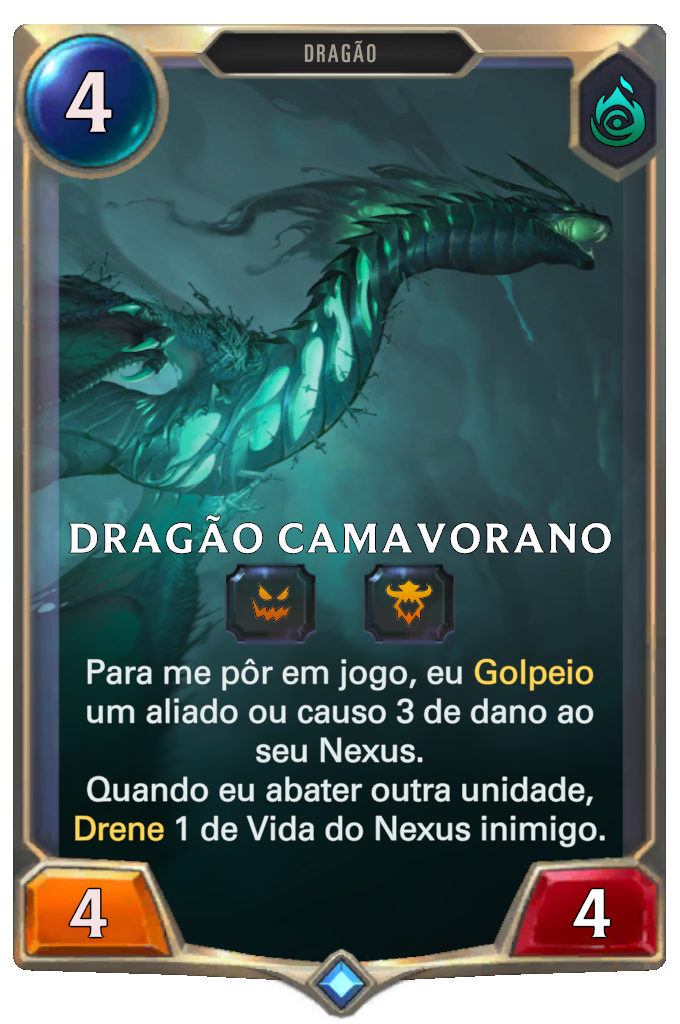 DRAGÃO
4
DRAGÃO CAMAVORANO
Para me pôr em jogo, eu Golpeio
um aliado ou causo 3 de dano ao
seu Nexus.
Quando eu abater outra unidade,
Drene 1 de Vida do Nexus inimigo.
4
4